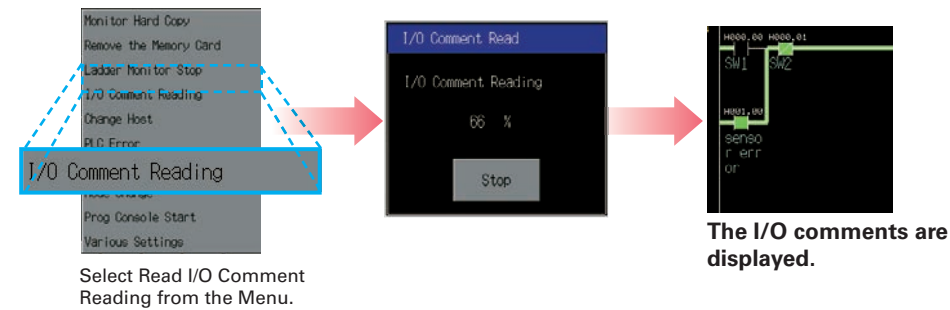 Monitor Hard Copy
Remove the Memory Card
Ladder Monitor Stop
I/O Comment Reading
Change Host
PLC Error
I/O Comment Reading
Mode Change
Prog Console Start
Various Settings
Select Read I/O Comment
Reading from the Menu.
I/O Comment Read
I/O Comment Reading
66 %
Stop
H000.00 H000.01
SW1 SW2
H001.00
senso
r err
or
The I/O comments are
displayed.